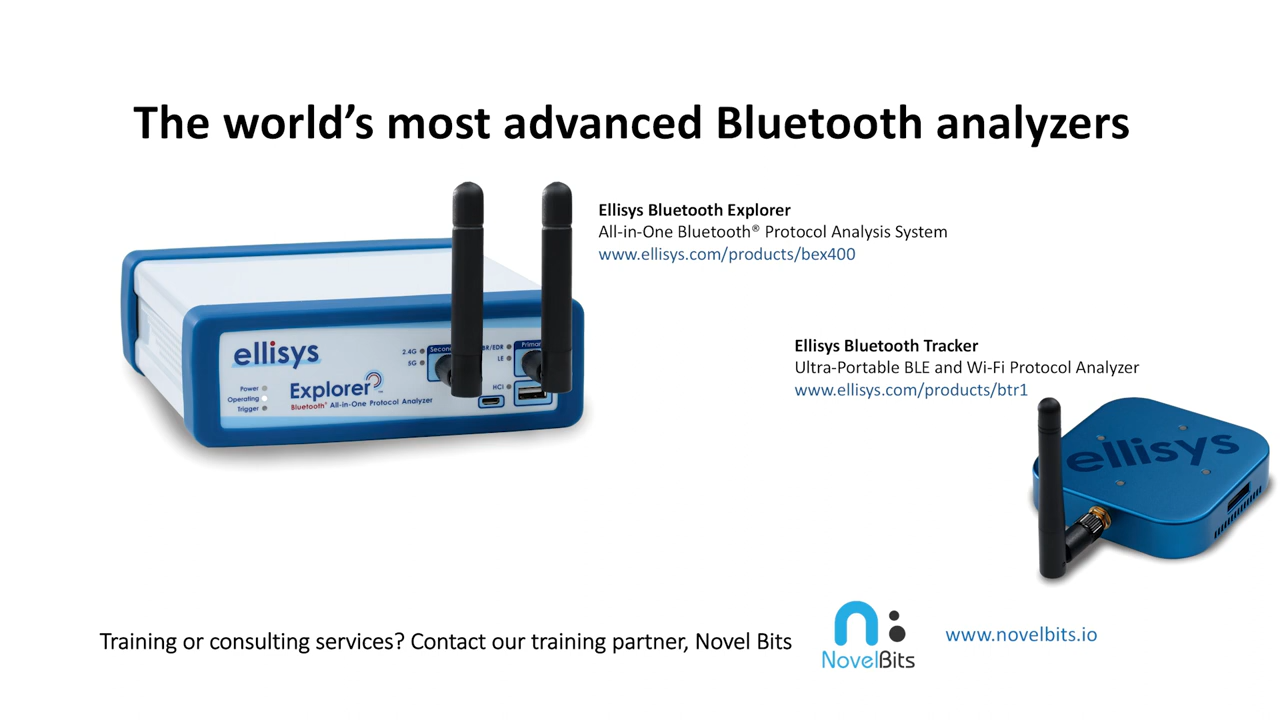 The world’s most advanced Bluetooth analyzers
Ellisys Bluetooth Explorer
All-in-One Bluetooth® Protocol Analysis System
www.ellisys.com/products/bex400
Ellisys Bluetooth Tracker
Ultra-Portable BLE and Wi-Fi Protocol Analyzer
www.ellisys.com/products/btr1
ellisys
Power
Operating
Trigger
Explorer™
Bluetooth® All-in-One Protocol Analyzer
2.4G
5G
BR/EDR
LE
HCI
ellisys
Training or consulting services? Contact our training partner, Novel Bits
NovelBits
www.novelbits.io